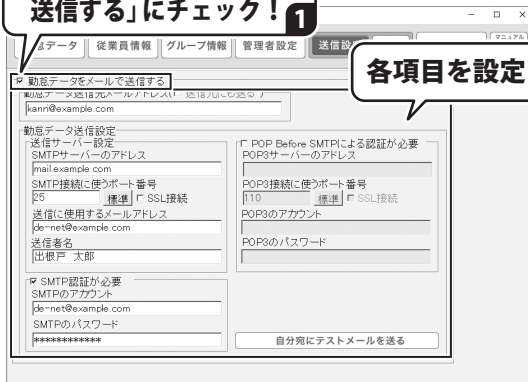 送信する」にチェック！ 1
怠データ 従業員情報 グループ情報 管理者設定 送信設
マニュアル
各項目を設定
勤怠データをメールで送信する
kanri@example.com
勤怠データ送信設定
送信サーバー設定
SMTPサーバーのアドレス
mail.example.com
SMTP接続に使うポート番号
25 標準 SSL接続
送信に使用するメールアドレス
de-net@example.com
送信者名
出根戸 太郎
SMTP認証が必要
SMTPのアカウント
de-net@example.com
SMTPのパスワード
************
POP Before SMTPによる認証が必要
POP3サーバーのアドレス
POP3接続に使うポート番号
110 標準 SSL接続
POP3のアカウント
POP3のパスワード
自分宛にテストメールを送る